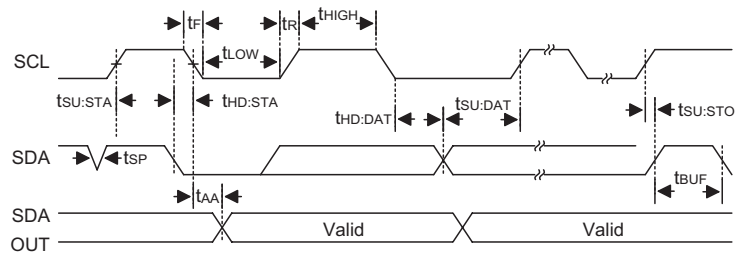 tF tR tHIGH
SCL tLOW
tSU:STA tHD:STA tHD:DAT tSU:DAT tSU:STO
SDA tSP tBUF
tAA
SDA
OUT Valid Valid